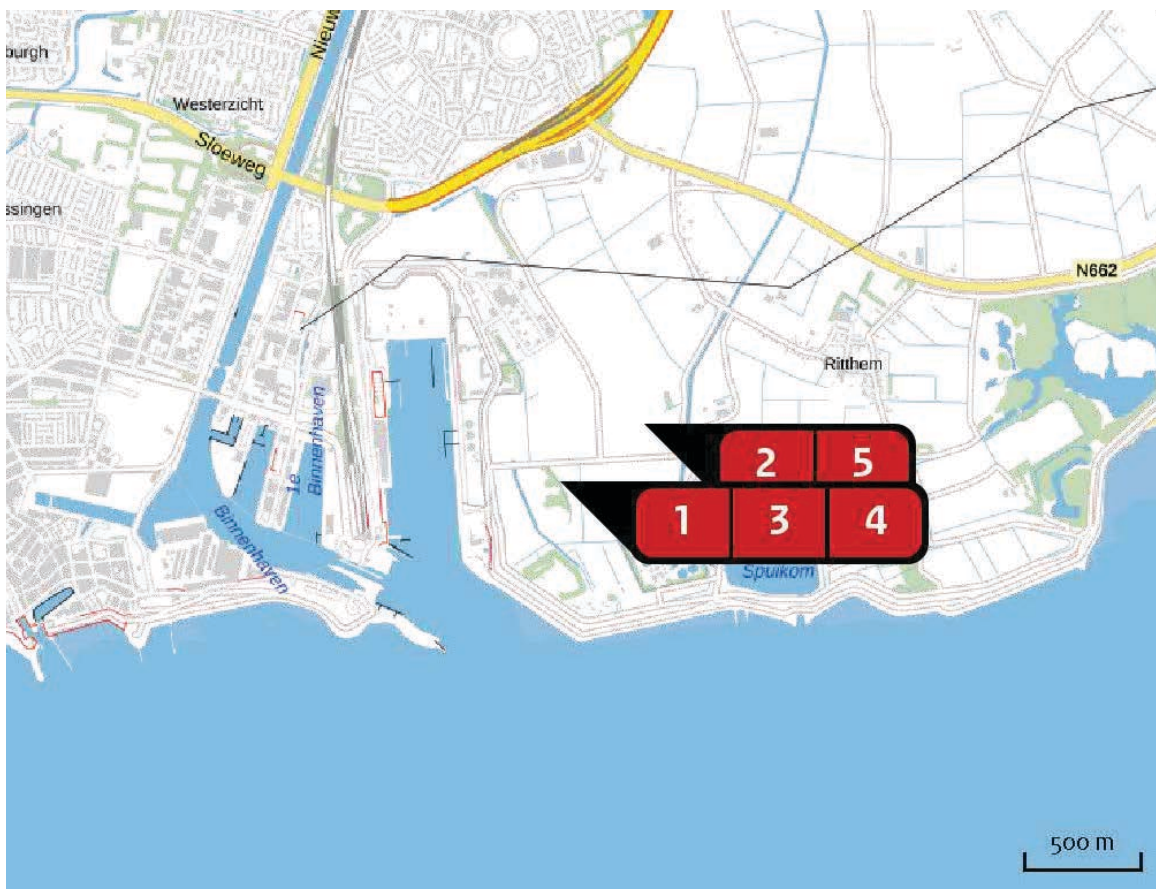 burgh
Nieuw
Westerzicht
Sloeweg
ssingen
N662
Ritthem
1e
Binnenhaven
2 5
1 3 4
Binnenhaven
Spuikom
500 m